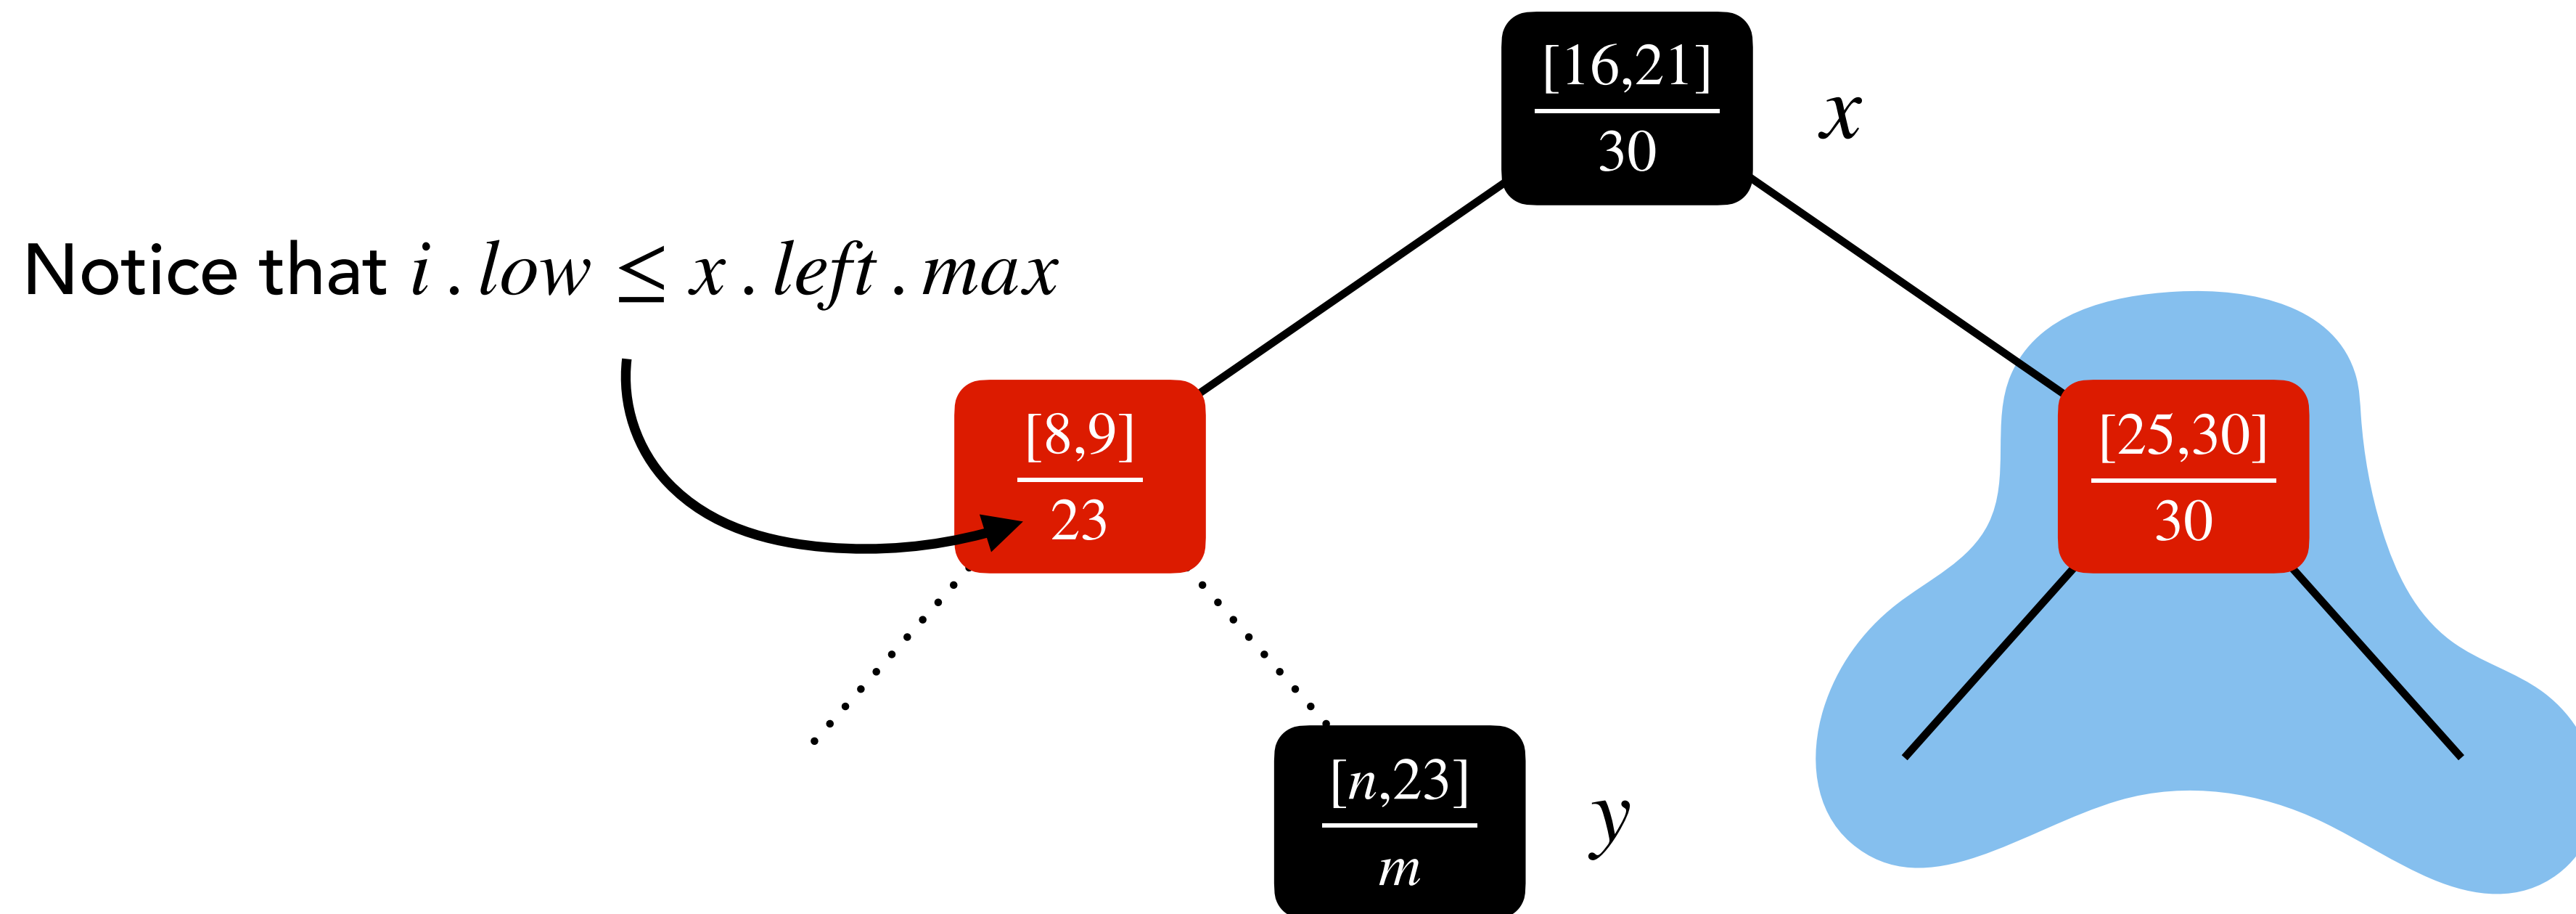 [16,21]
30
x
Notice that i . low ≤ x . left . max
[8,9]
23
[25,30]
30
[n,23]
m
y